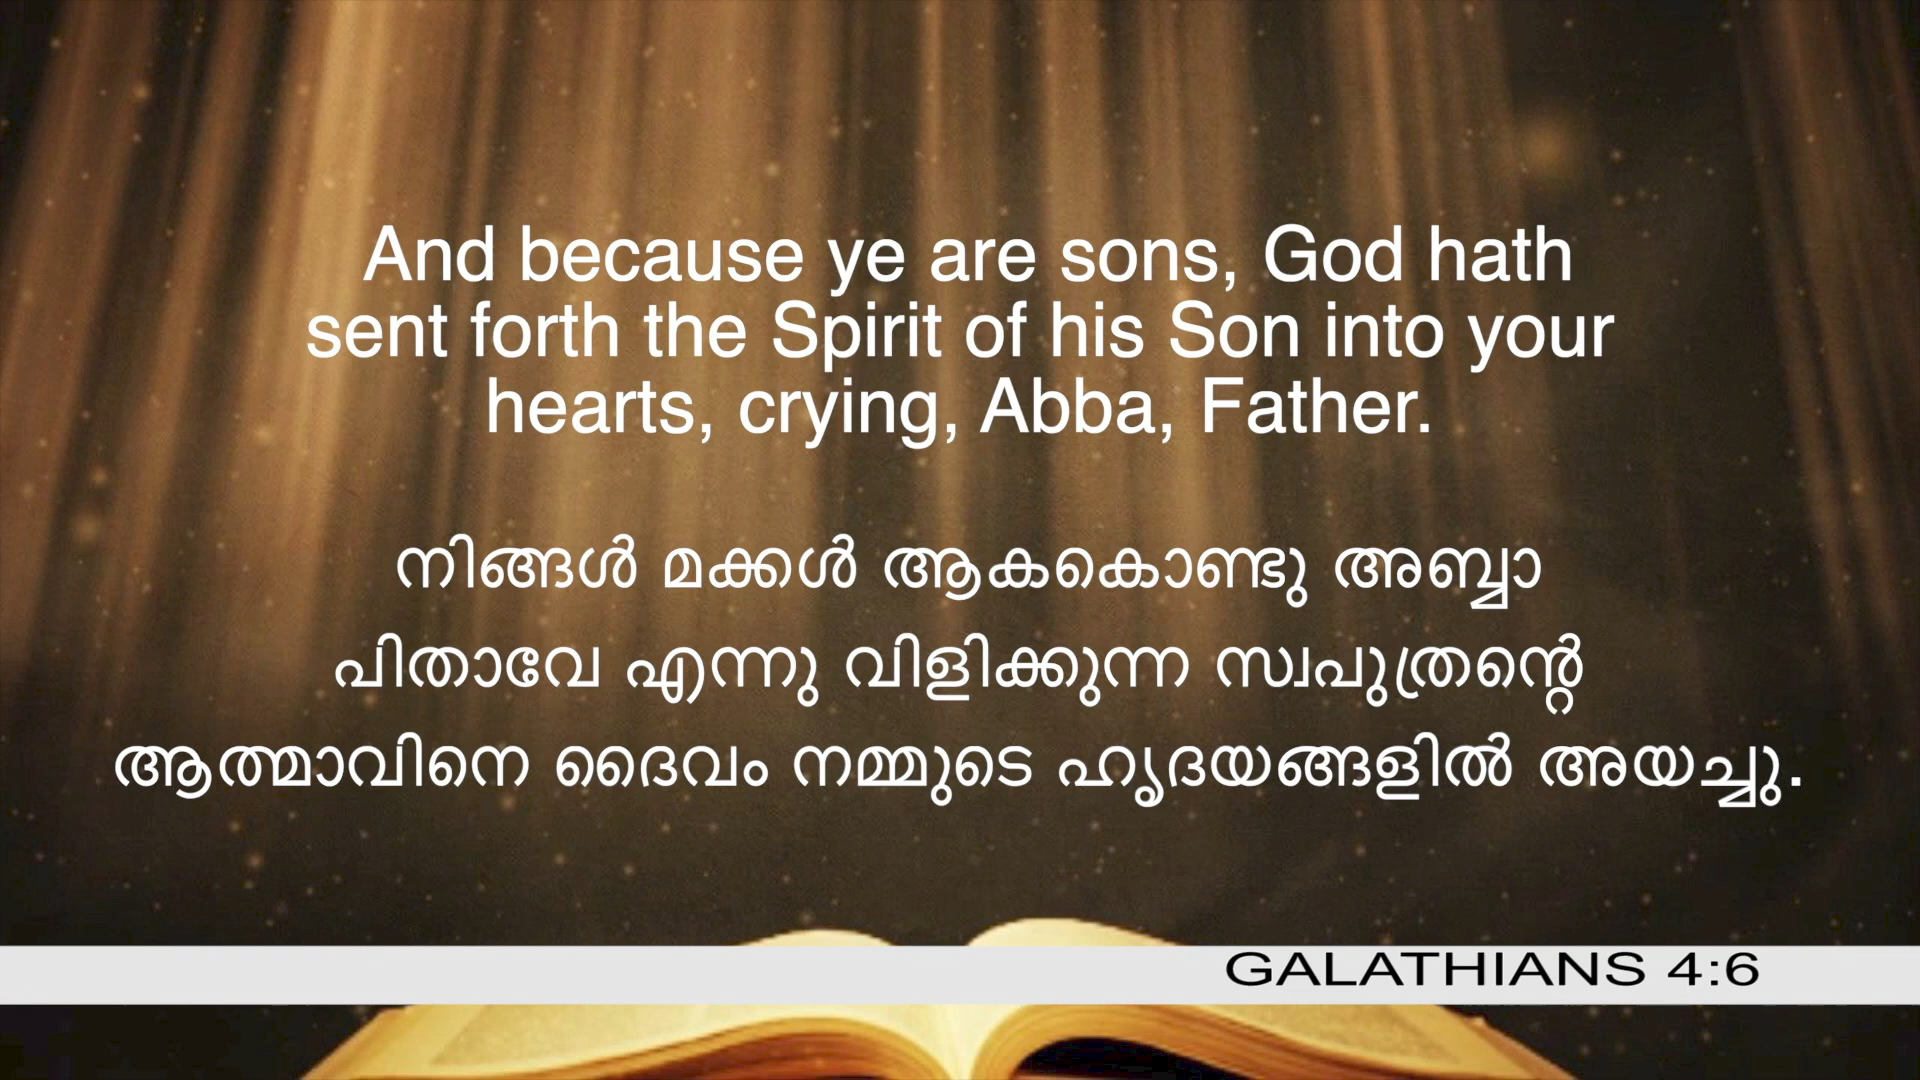 And because ye are sons, God hath
sent forth the Spirit of his Son into your
hearts, crying, Abba, Father.
നിങ്ങൾ മക്കൾ ആകകൊണ്ടു അബ്ബാ
പിതാവേ എന്നു വിളിക്കുന്ന സ്വപുത്രന്റെ
ആത്മാവിനെ ദൈവം നമ്മുടെ ഹൃദയങ്ങളിൽ അയച്ചു.
GALATHIANS 4:6